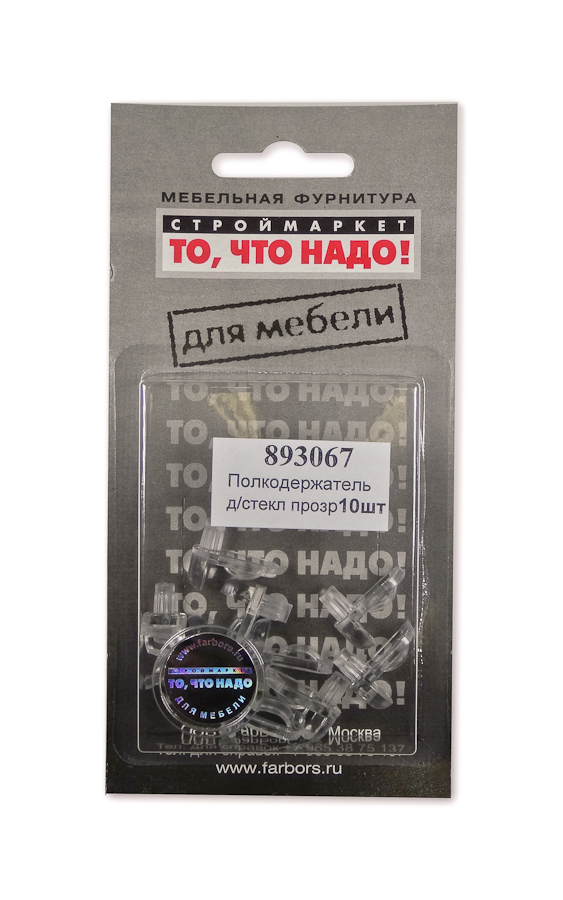 МЕБЕЛЬНАЯ ФУРНИТУРА
СТРОЙМАРКЕТ
ТО, ЧТО НАДО!
для мебели
ТО, ЧТО НАДО!
ТО, ЧТО НАДО!
893067
Полкодержатель
д/стекл прозр10шт
ТО, ЧТО НАДО!
ТО, ЧТО НАДО!
www.farbors.ru
СТРОЙМАРКЕТ
ТО, ЧТО НАДО
ДЛЯ МЕБЕЛИ
Москва
www.farbors.ru